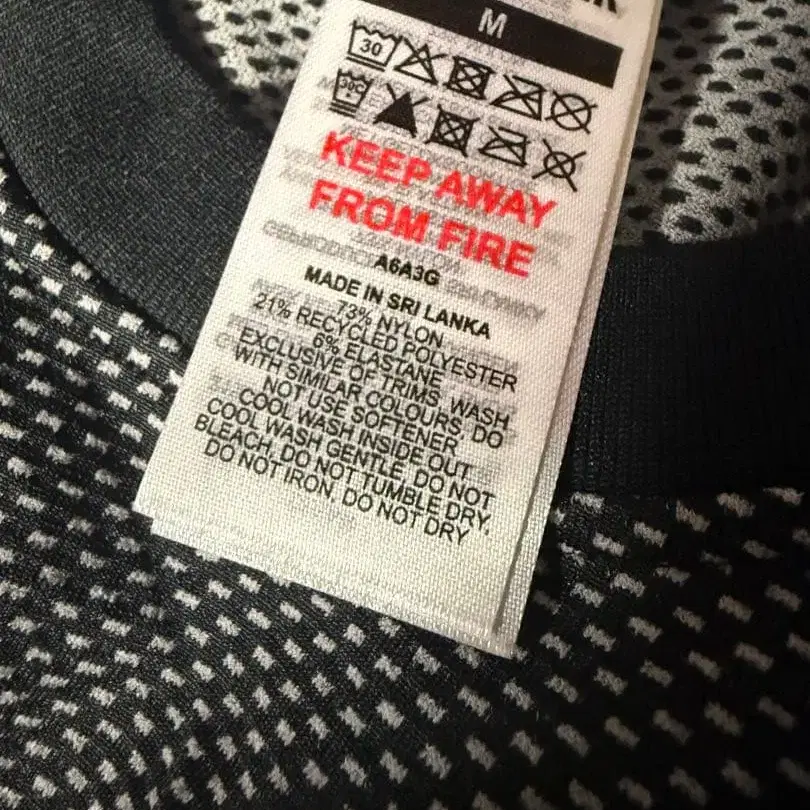 M
30
30C
KEEP AWAY
FROM FIRE
A6A3G
MADE IN SRI LANKA
73% NYLON
21% RECYCLED POLYESTER
6% ELASTANE
EXCLUSIVE OF TRIMS, WASH
WITH SIMILAR COLOURS, DO
NOT USE SOFTENER
COOL WASH INSIDE OUT
COOL WASH GENTLE, DO NOT
BLEACH, DO NOT TUMBLE DRY,
DO NOT IRON, DO NOT DRY